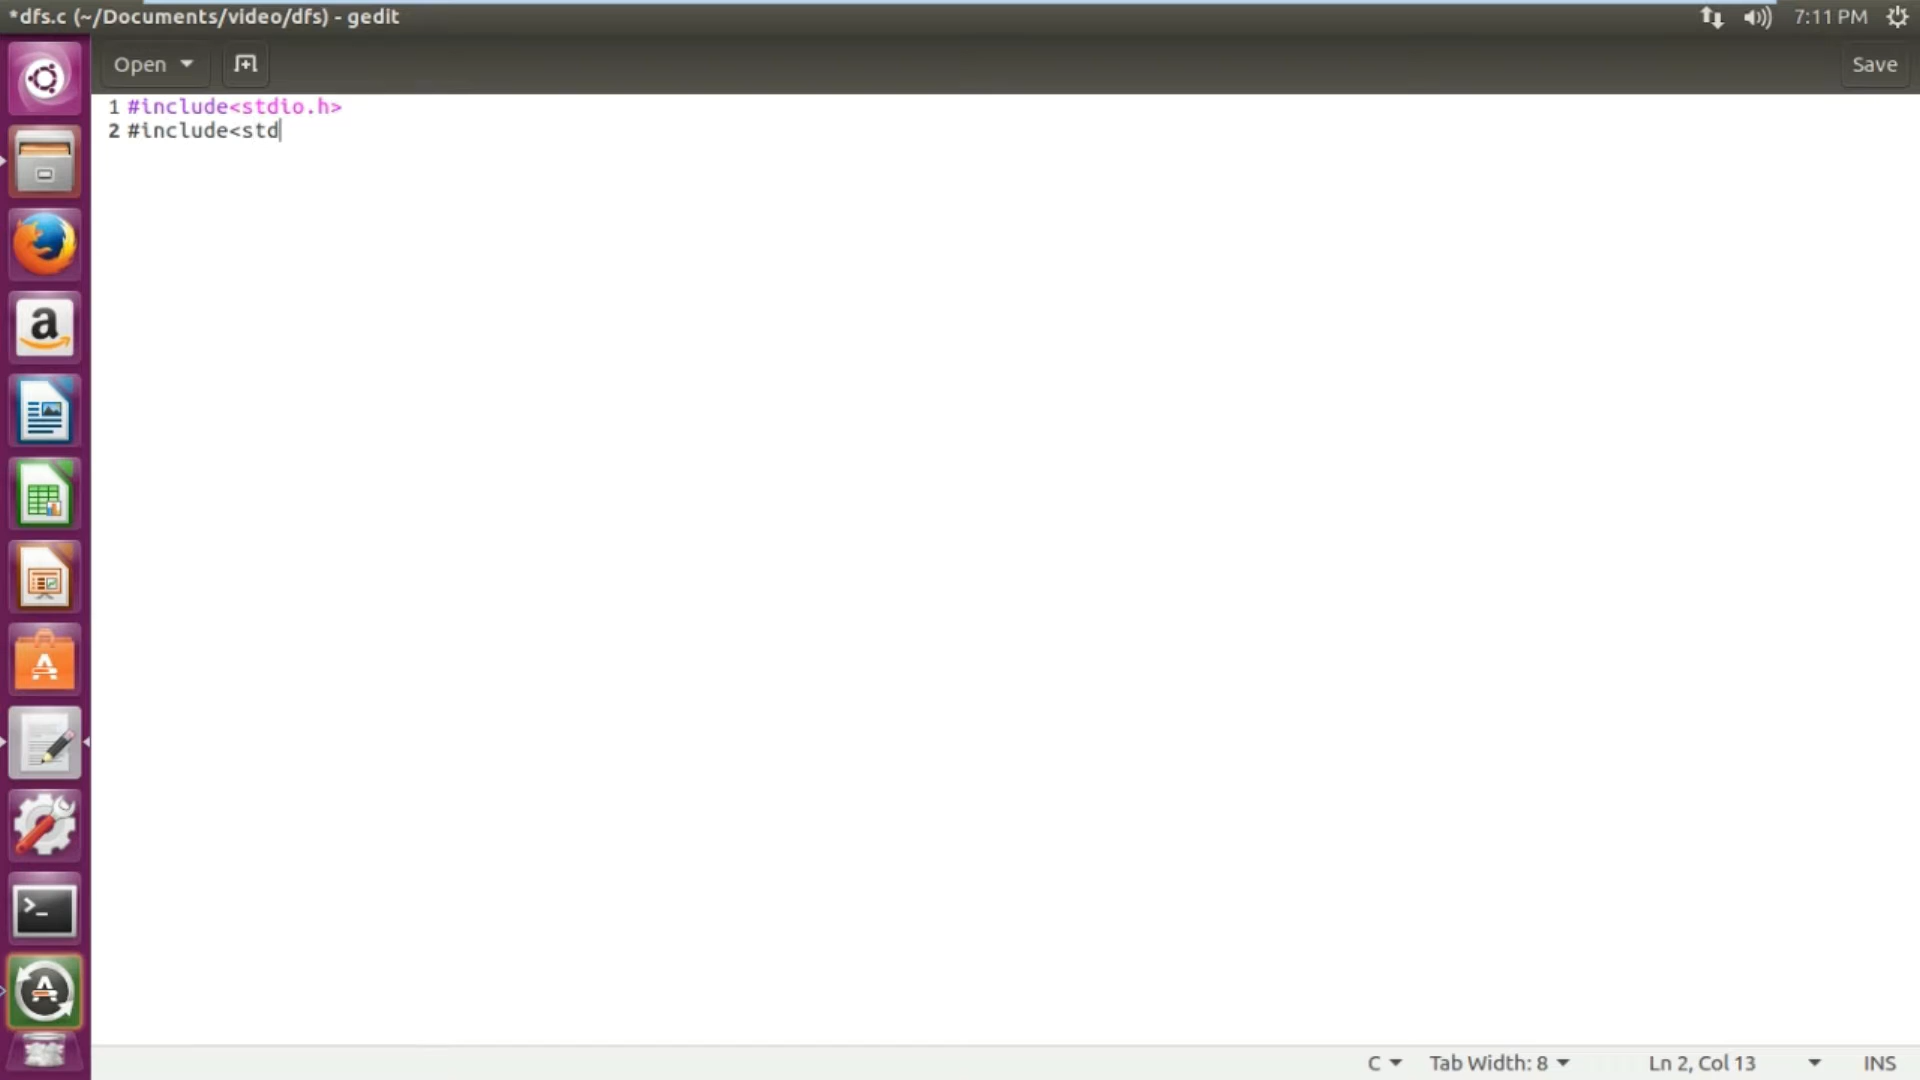 *dfs.c (~/Documents/video/dfs) - gedit
7:11 PM
Open
Save
1 #include<stdio.h>
2 #include<std
C
Tab Width: 8
Ln 2, Col 13
INS